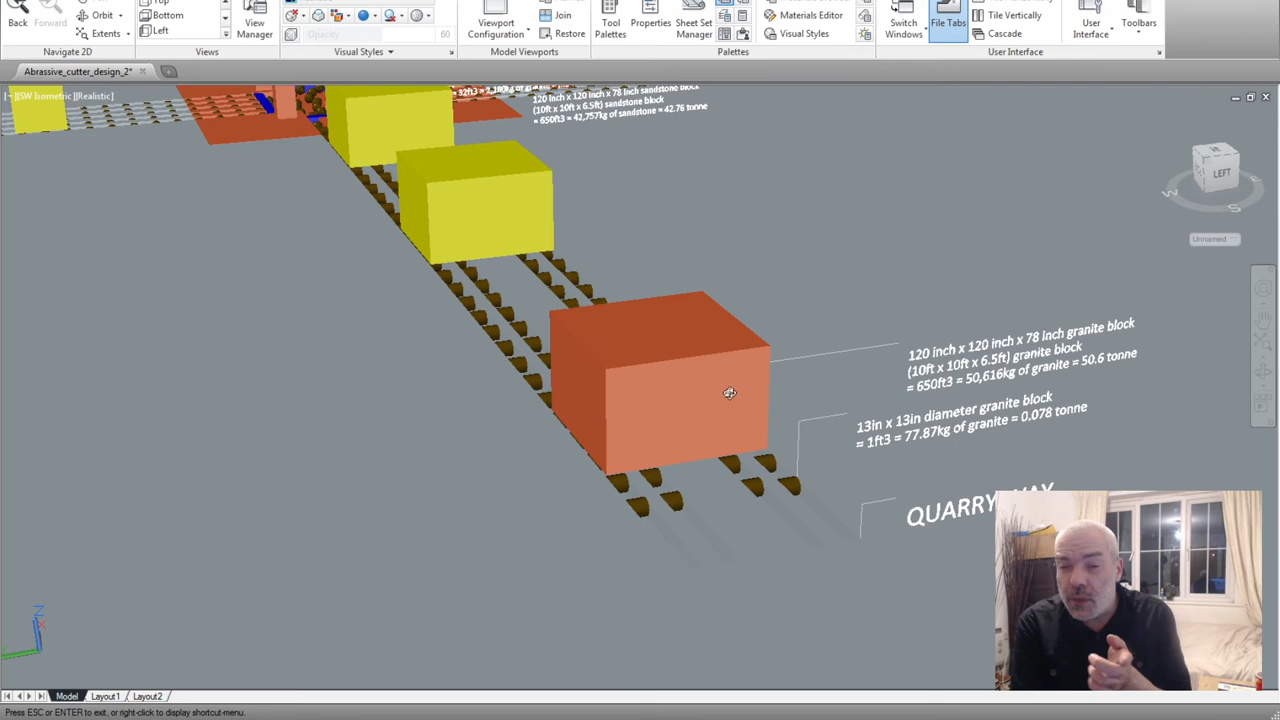 Back
Forward
Orbit
Extents
Navigate 2D
Top
Bottom
Left
Views
View
Manager
Opacity
60
Visual Styles
Viewport
Configuration
Join
Restore
Model Viewports
Tool
Palettes
Properties
Sheet Set
Manager
Materials Editor
Visual Styles
Palettes
Switch
Windows
File Tabs
Tile Vertically
Cascade
User
Interface
Toolbars
User Interface
Abrassive_cutter_design_2*
[−][SW Isometric][Realistic]
120 inch x 120 inch x 78 inch sandstone block
(10ft x 10ft x 6.5ft) sandstone block
= 650ft3 = 42,757kg of sandstone = 42.76 tonne
LEFT
W
S
Unnamed
120 inch x 120 inch x 78 inch granite block
(10ft x 10ft x 6.5ft) granite block
= 650ft3 = 50,616kg of granite = 50.6 tonne
13in x 13in diameter granite block
= 1ft3 = 77.87kg of granite = 0.078 tonne
Z
X
Model
Layout1
Layout2
Press ESC or ENTER to exit, or right-click to display shortcut-menu.